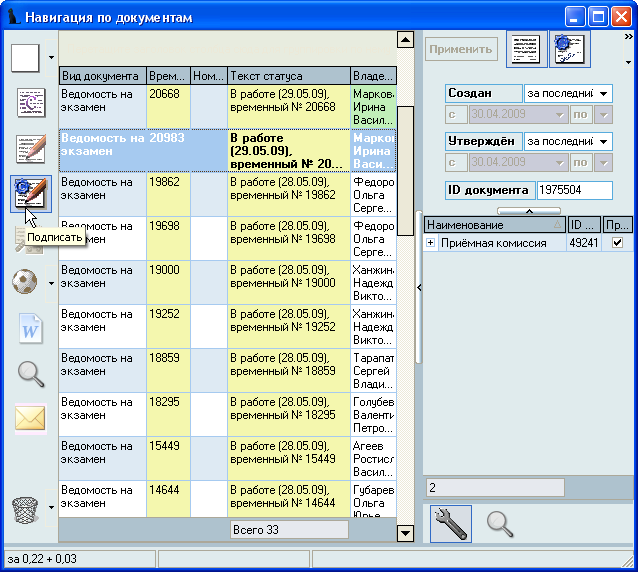 Навигация по документам
Вид документа Врем... Ном... Текст статуса Владе...
Ведомость на экзамен 20668 В работе (29.05.09), временный № 20668 Марков Ирина Васил...
Ведомость на экзамен 20983 В работе (29.05.09), временный № 20... Марков Ирина Васи...
Ведомость на экзамен 19862 В работе (28.05.09), временный № 19862 Федоро Ольга Серге...
Ведомость на экзамен 19698 В работе (28.05.09), временный № 19698 Федоро Ольга Серге...
Ведомость на экзамен 19000 В работе (28.05.09), временный № 19000 Ханжин Надежд Викто...
Ведомость на экзамен 19252 В работе (28.05.09), временный № 19252 Ханжин Надежд Викто...
Ведомость на экзамен 18859 В работе (28.05.09), временный № 18859 Тарапат Сергей Влади...
Ведомость на экзамен 18295 В работе (28.05.09), временный № 18295 Голубев Валенти Петро...
Ведомость на экзамен 15449 В работе (28.05.09), временный № 15449 Агеев Ростисл Васил...
Ведомость на экзамен 14644 В работе (28.05.09), временный № 14644 Губарев Ольга Юрье
Всего 33
Подписать
Применить
Создан за последний
с 30.04.2009 по
Утверждён за последний
с 30.04.2009 по
ID документа 1975504
Наименование ID ... Пр...
Приёмная комиссия 49241
2
за 0,22 + 0,03